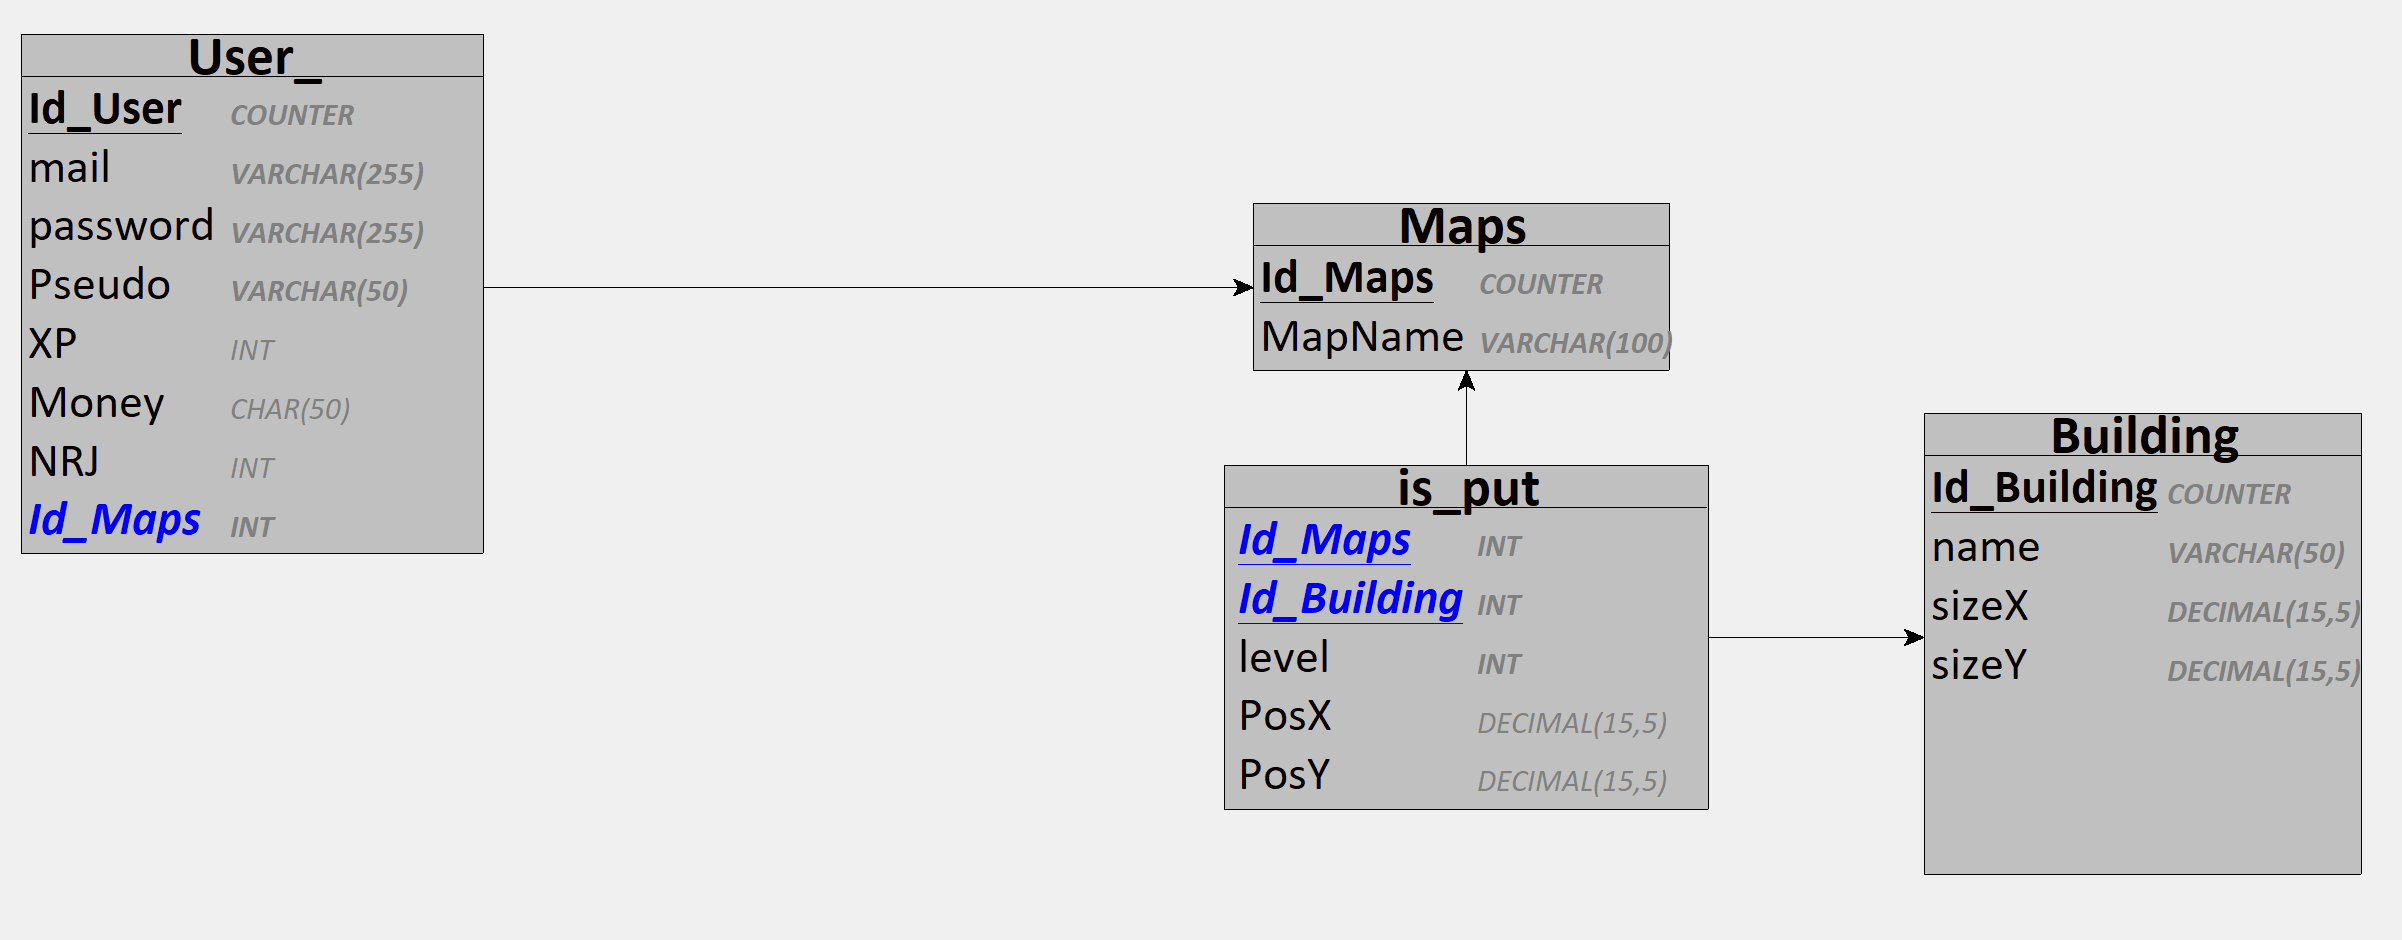 User_
Id_User COUNTER
mail VARCHAR(255)
password VARCHAR(255)
Pseudo VARCHAR(50)
XP INT
Money CHAR(50)
NRJ INT
Id_Maps INT
Maps
Id_Maps COUNTER
MapName VARCHAR(100)
is_put
Id_Maps INT
Id_Building INT
level INT
PosX DECIMAL(15,5)
PosY DECIMAL(15,5)
Building
Id_Building COUNTER
name VARCHAR(50)
sizeX DECIMAL(15,5)
sizeY DECIMAL(15,5)